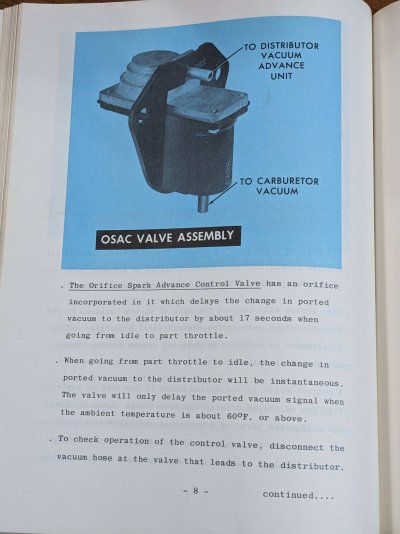 TO DISTRIBUTOR
VACUUM
ADVANCE
UNIT
TO CARBURETOR
VACUUM
OSAC VALVE ASSEMBLY
. The Orifice Spark Advance Control Valve has an orifice
incorporated in it which delays the change in ported
vacuum to the distributor by about 17 seconds when
going from idle to part throttle.
. When going from part throttle to idle, the change in
ported vacuum to the distributor will be instantaneous.
The valve will only delay the ported vacuum signal when
the ambient temperature is about 60ºF. or above.
. To check operation of the control valve, disconnect the
vacuum hose at the valve that leads to the distributor.
- 8 -
continued....